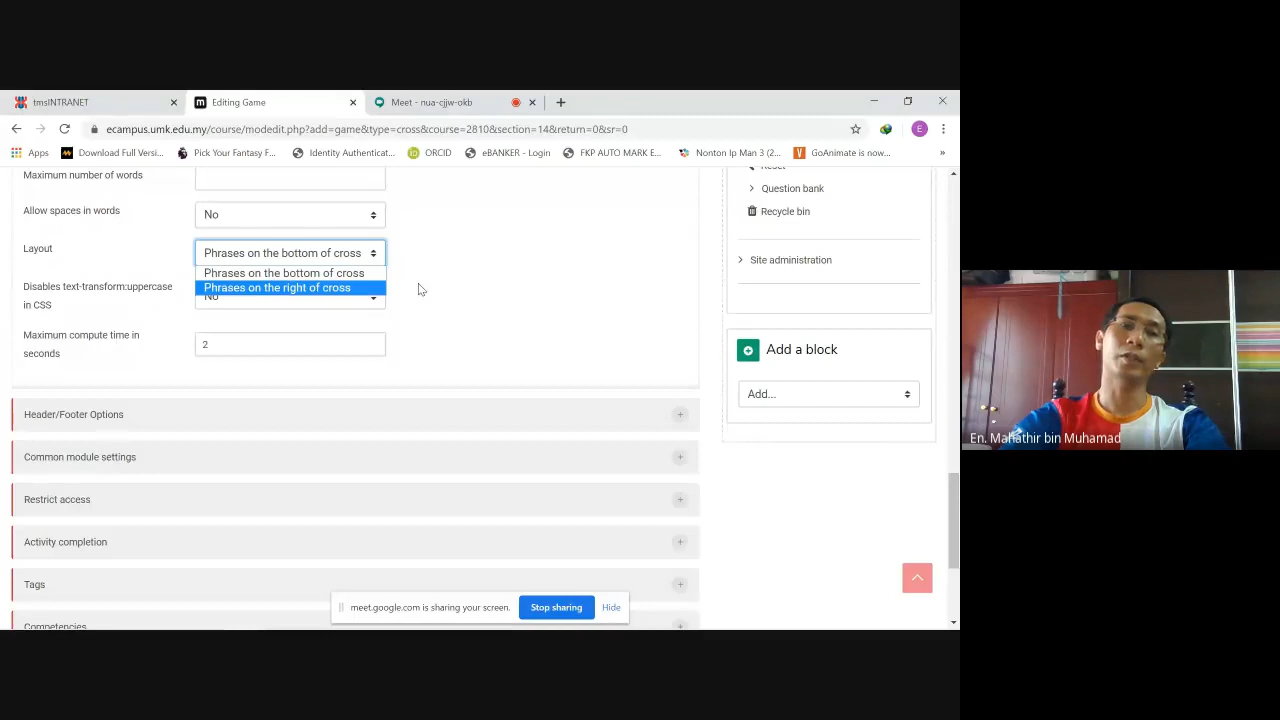 tmsINTRANET
Editing Game
Meet - nua-cjjw-okb
ecampus.umk.edu.my/course/modedit.php?add=game&type=cross&course=2810&section=14&return=0&sr=0
E
Apps
Download Full Versi...
Pick Your Fantasy F...
Identity Authenticat...
ORCID
eBANKER - Login
FKP AUTO MARK E...
Nonton Ip Man 3 (2...
GoAnimate is now...
»
Maximum number of words
Allow spaces in words
No
Layout
Phrases on the bottom of cross
Phrases on the bottom of cross
Phrases on the right of cross
Disables text-transform:uppercase
in CSS
No
Maximum compute time in
seconds
2
Header/Footer Options
Common module settings
Restrict access
Activity completion
Tags
Competencies
Reset
Question bank
Recycle bin
Site administration
Add a block
Add...
meet.google.com is sharing your screen.
Stop sharing
Hide
En. Mahathir bin Muhamad